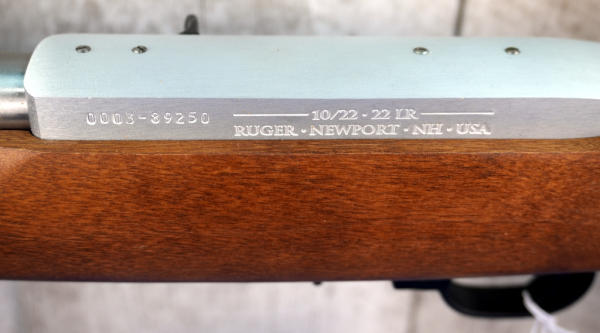 0003-89250
10/22 - 22 LR
RUGER - NEWPORT - NH - USA